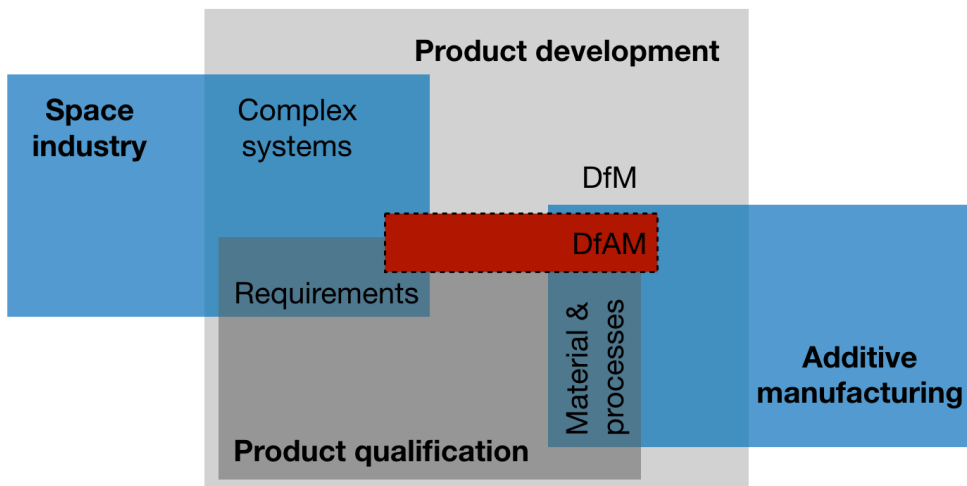 Product development
Space
industry
Complex
systems
DfM
DfAM
Requirements
Material &
processes
Additive
manufacturing
Product qualification